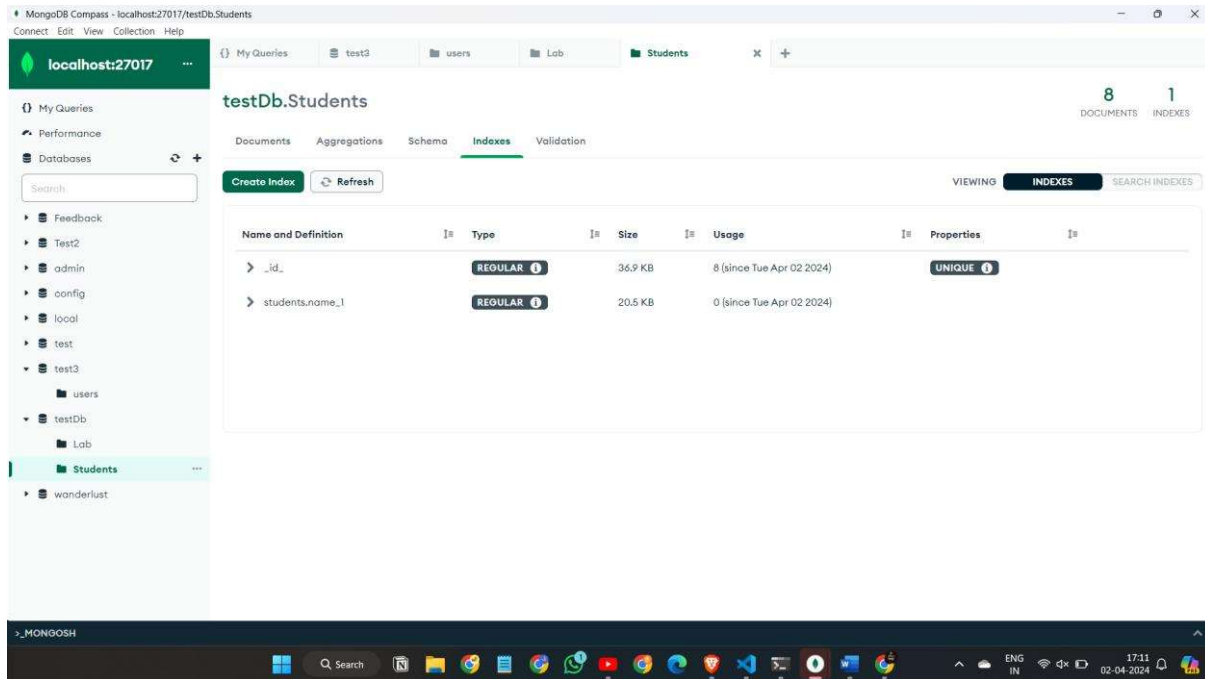 MongoDB Compass - localhost:27017/testDb.Students
Connect Edit View Collection Help
localhost:27017 ...
{} My Queries test3 users Lab Students
{} My Queries
Performance
Databases
Search
Feedback
Test2
admin
config
local
test
test3
users
testDb
Lab
Students ...
wanderlust
testDb.Students
8 1
DOCUMENTS INDEXES
Documents Aggregations Schema Indexes Validation
Create Index Refresh VIEWING INDEXES SEARCH INDEXES
Name and Definition Type Size Usage Properties
_id_ REGULAR 36.9 KB 8 (since Tue Apr 02 2024) UNIQUE
students.name_1 REGULAR 20.5 KB 0 (since Tue Apr 02 2024)
>_MONGOSH
Search 1 ENG 17:11
IN 02-04-2024